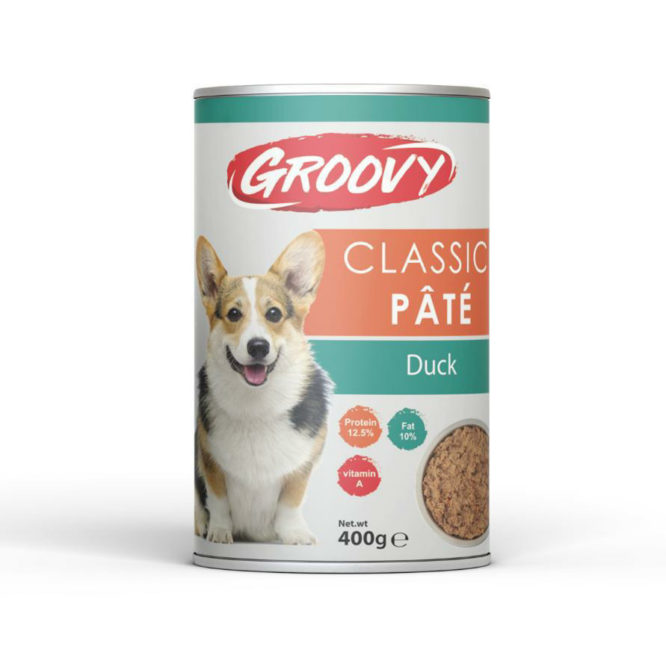 GROOVY
CLASSIC
PÂTÉ
Duck
Protein
12.5%
Fat
10%
vitamin
A
Net.wt
400g ℮